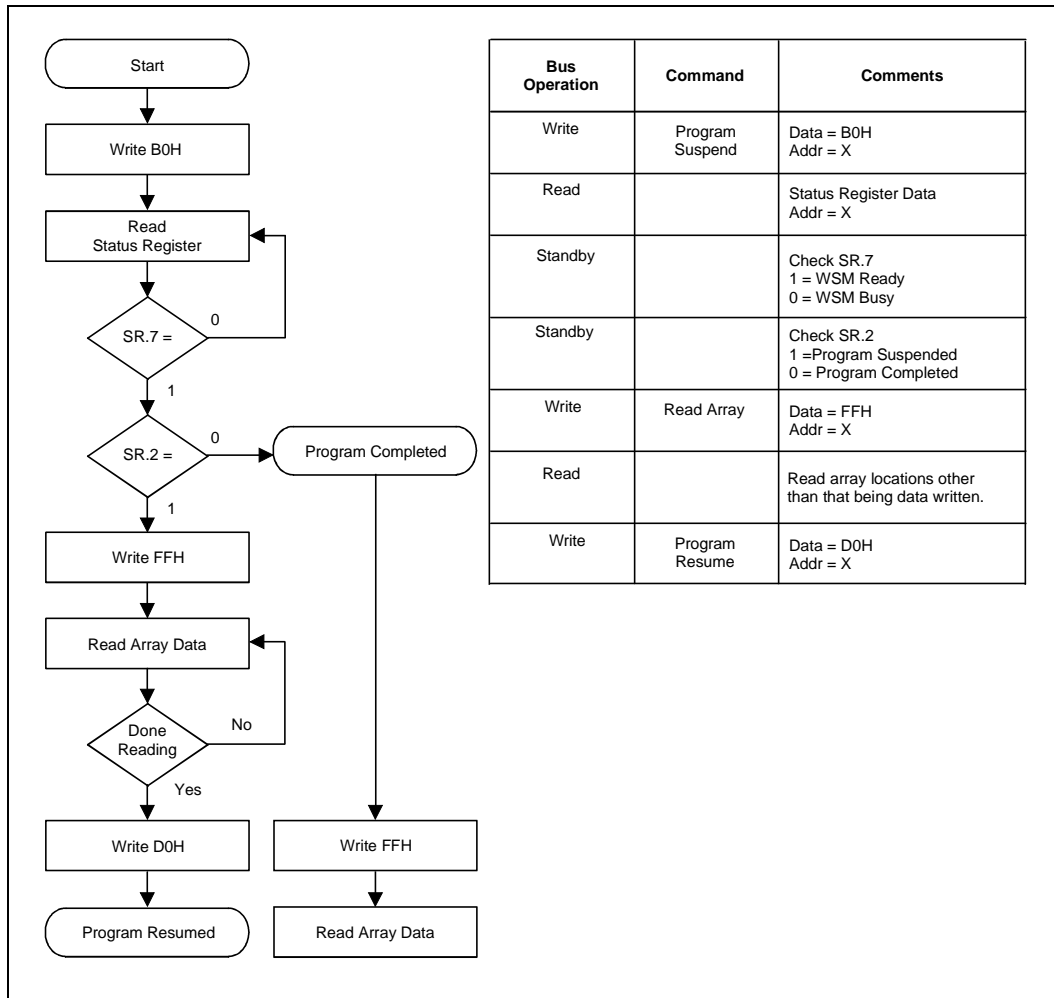 Start
Write B0H
Read
Status Register
0
SR.7 =
1
0
SR.2 =
Program Completed
1
Write FFH
Read Array Data
Done
Reading
No
Yes
Write D0H
Write FFH
Program Resumed
Read Array Data
Bus
Operation
Command
Comments
Write
Program
Suspend
Data = B0H
Addr = X
Read
Status Register Data
Addr = X
Standby
Check SR.7
1 = WSM Ready
0 = WSM Busy
Standby
Check SR.2
1 =Program Suspended
0 = Program Completed
Write
Read Array
Data = FFH
Addr = X
Read
Read array locations other
than that being data written.
Write
Program
Resume
Data = D0H
Addr = X